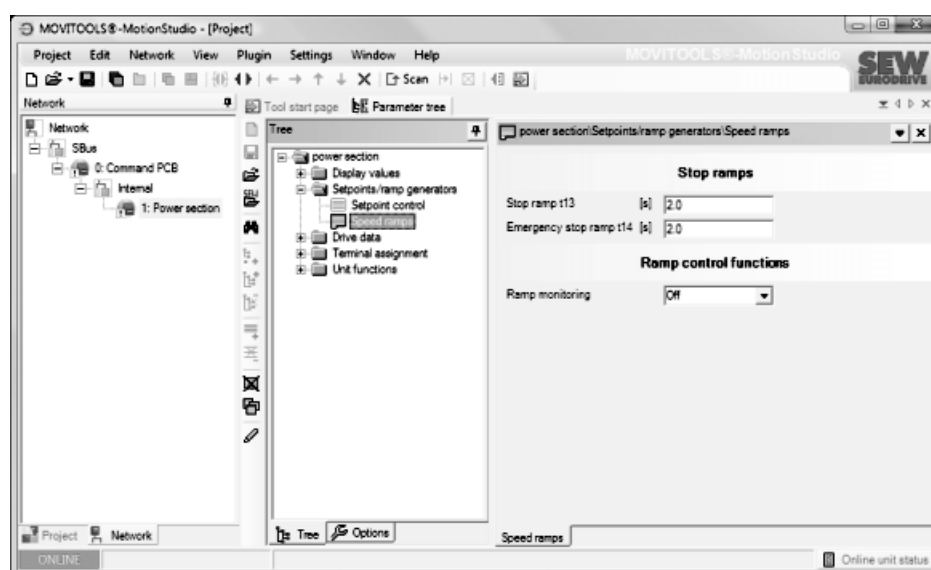 MOVITOOLS®-MotionStudio - [Project]
Project Edit Network View Plugin Settings Window Help
MOVITOOLS®-MotionStudio
SEW
EURODRIVE
Scan
Network
Tool start page Parameter tree
Network
SBus
0: Command PCB
Internal
1: Power section
Tree
power section
Display values
Setpoints/ramp generators
Setpoint control
Speed ramps
Drive data
Terminal assignment
Unit functions
power section\Setpoints/ramp generators\Speed ramps
Stop ramps
Stop ramp t13 [s] 2.0
Emergency stop ramp t14 [s] 2.0
Ramp control functions
Ramp monitoring Off
Project Network
Tree Options
Speed ramps
ONLINE
Online unit status